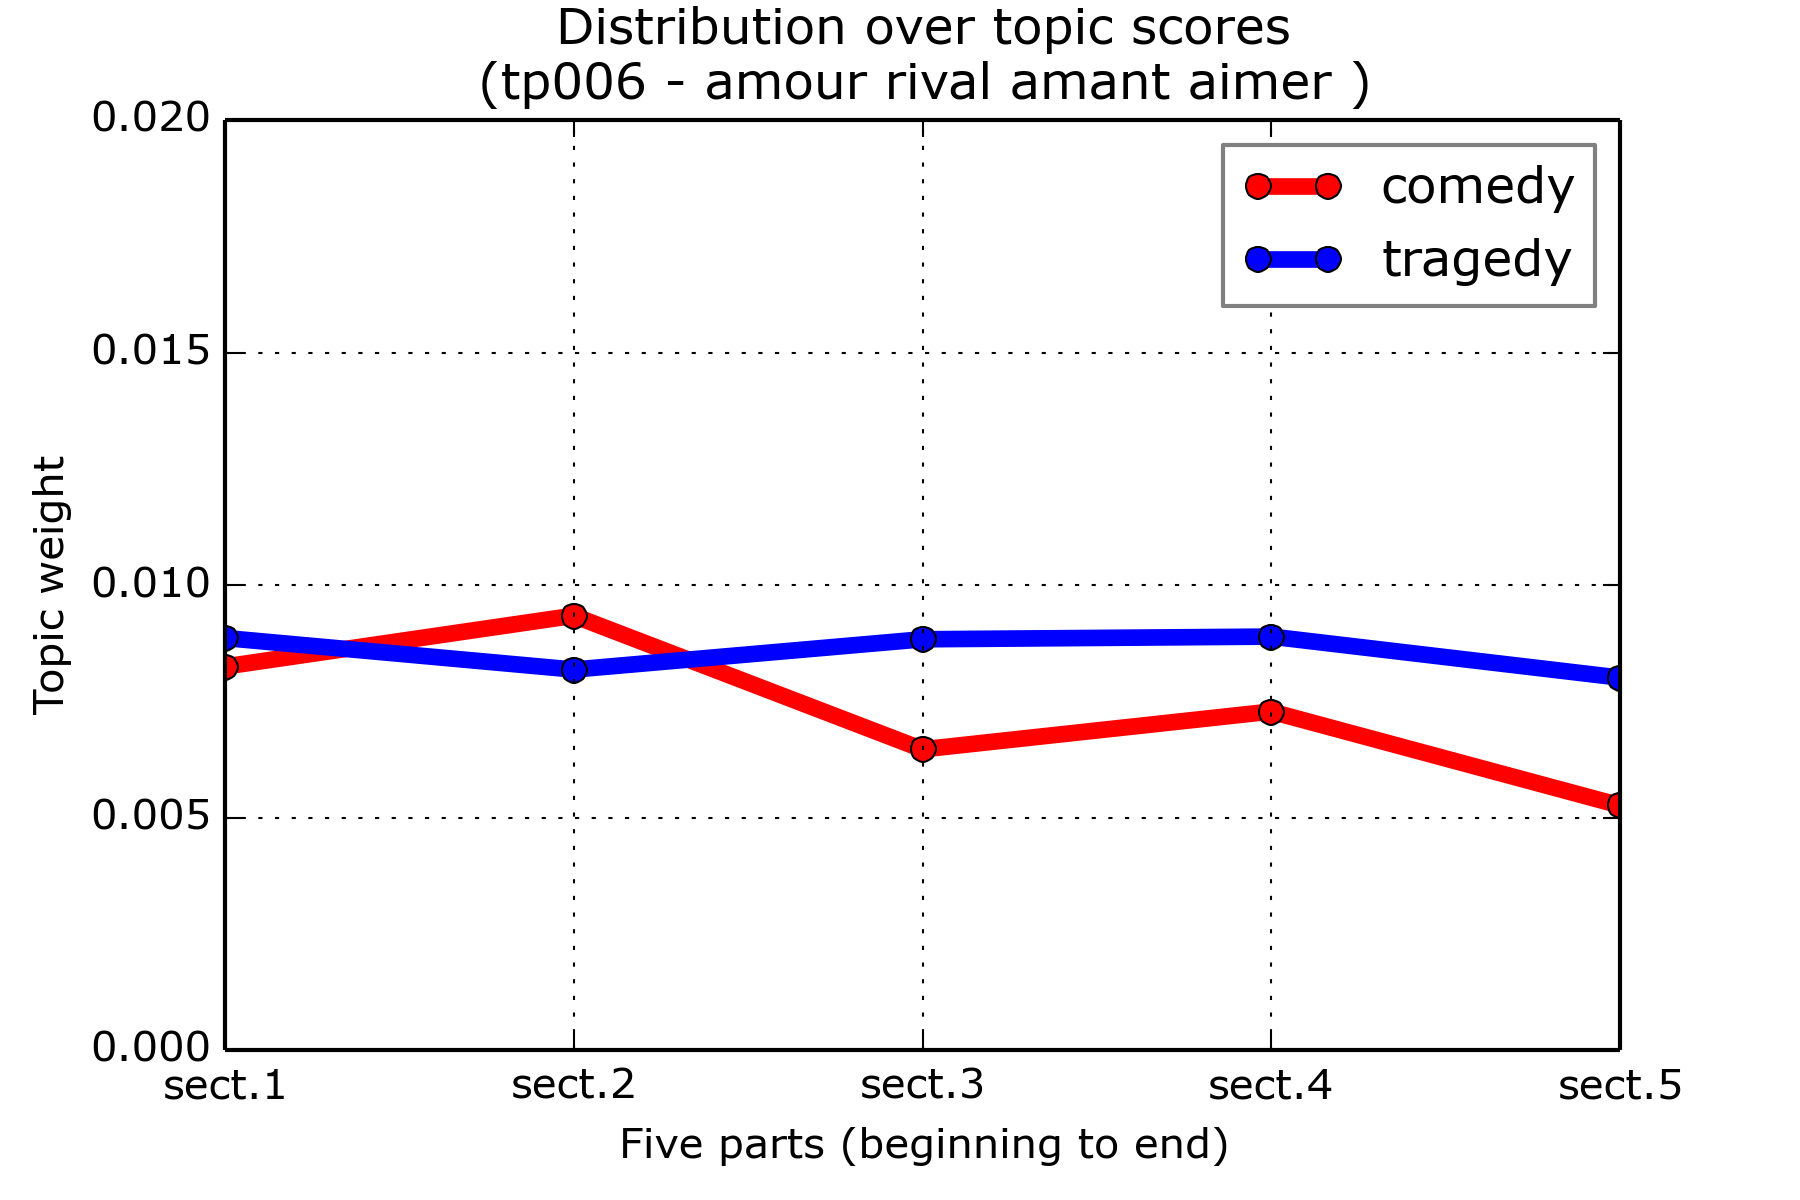 Distribution over topic scores
(tp006 - amour rival amant aimer )
0.020
comedy
tragedy
0.015
0.010
0.005
0.000
Topic weight
sect.1 sect.2 sect.3 sect.4 sect.5
Five parts (beginning to end)